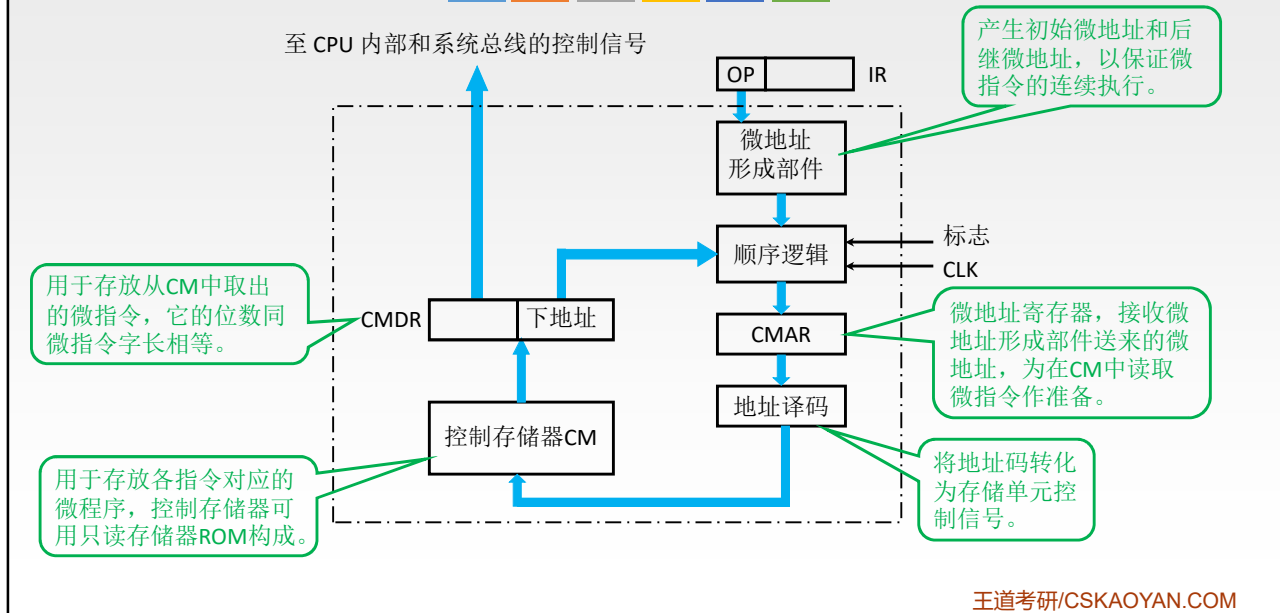 至 CPU 内部和系统总线的控制信号
OP
IR
产生初始微地址和后
继微地址，以保证微
指令的连续执行。
微地址
形成部件
顺序逻辑
标志
CLK
用于存放从CM中取出
的微指令，它的位数同
微指令字长相等。
CMDR
下地址
CMAR
微地址寄存器，接收微
地址形成部件送来的微
地址，为在CM中读取
微指令作准备。
地址译码
控制存储器CM
用于存放各指令对应的
微程序，控制存储器可
用只读存储器ROM构成。
将地址码转化
为存储单元控
制信号。
王道考研/CSKAOYAN.COM